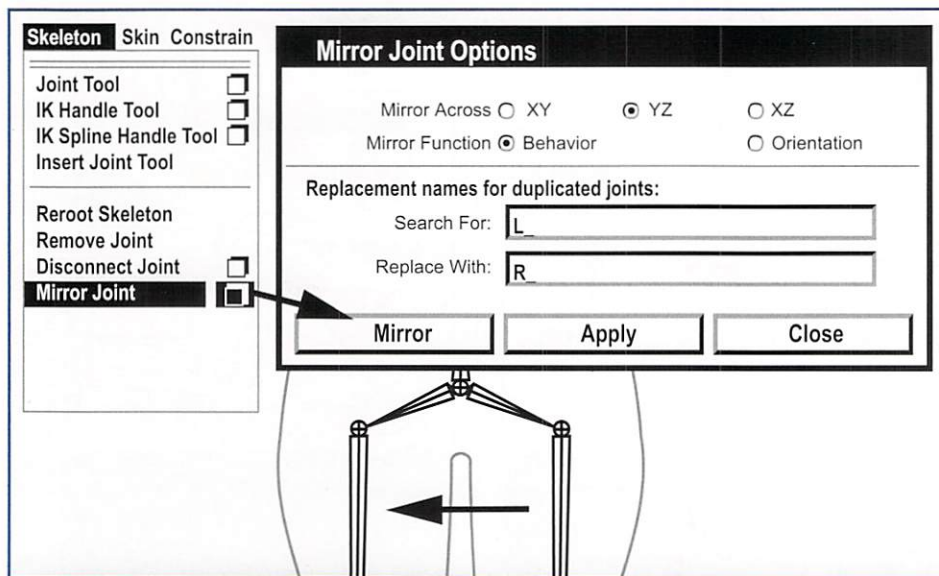 Skeleton Skin Constrain
Joint Tool
IK Handle Tool
IK Spline Handle Tool
Insert Joint Tool
Reroot Skeleton
Remove Joint
Disconnect Joint
Mirror Joint
Mirror Joint Options
Mirror Across XY YZ XZ
Mirror Function Behavior Orientation
Replacement names for duplicated joints:
Search For: L_
Replace With: R_
Mirror Apply Close